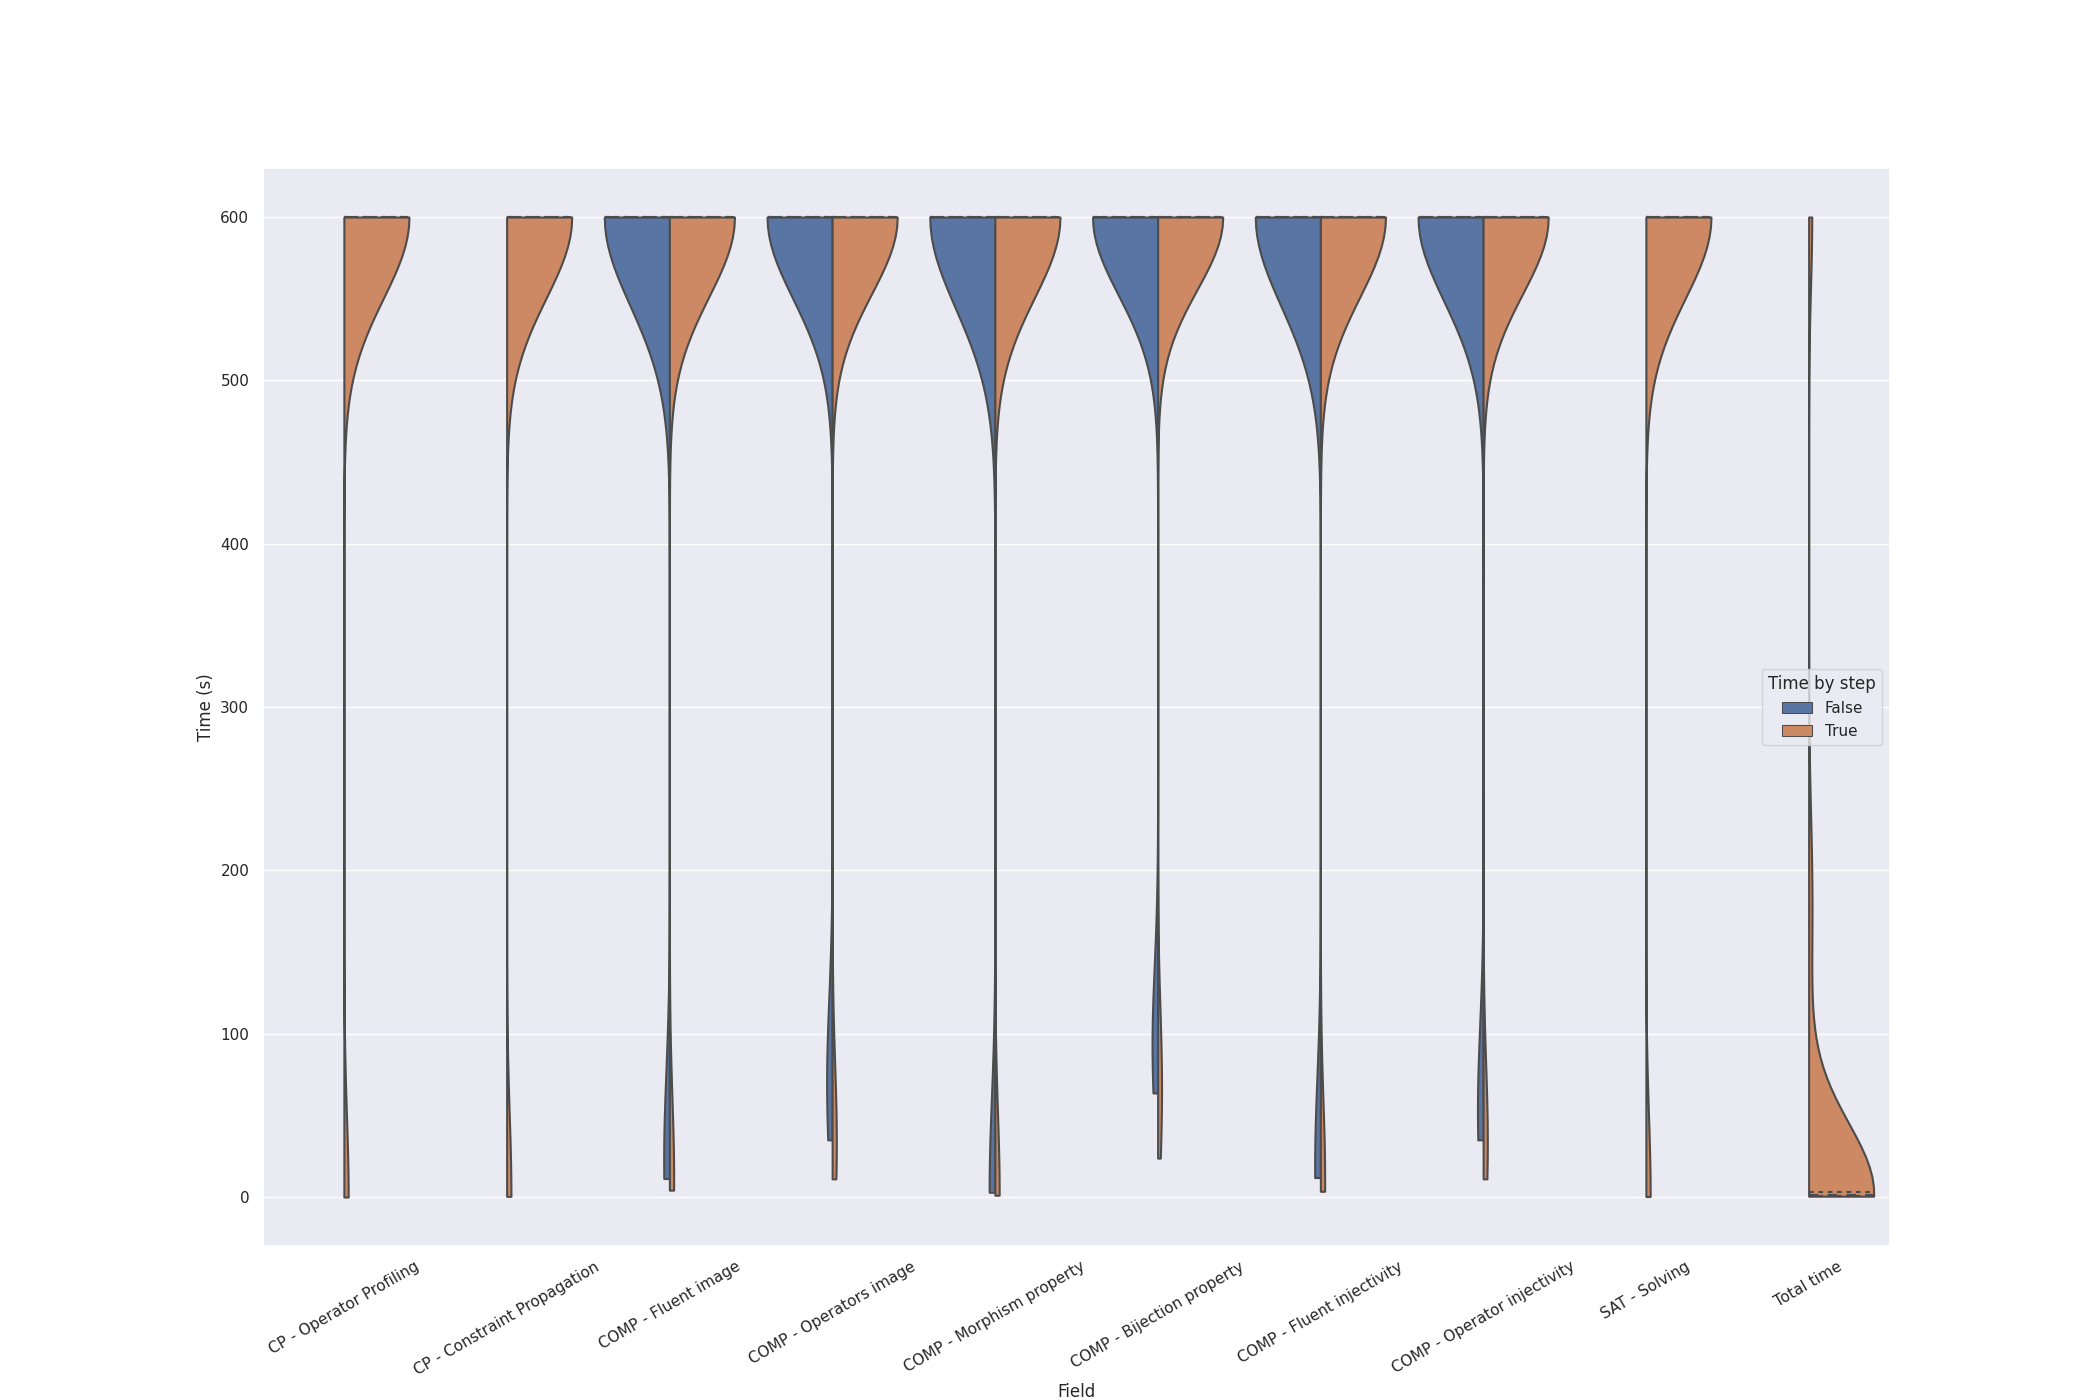 600
500
400
300
200
100
0
Time (s)
Time by step
False
True
CP - Operator Profiling
CP - Constraint Propagation
COMP - Fluent image
COMP - Operators image
COMP - Morphism property
COMP - Bijection property
COMP - Fluent injectivity
COMP - Operator injectivity
SAT - Solving
Total time
Field